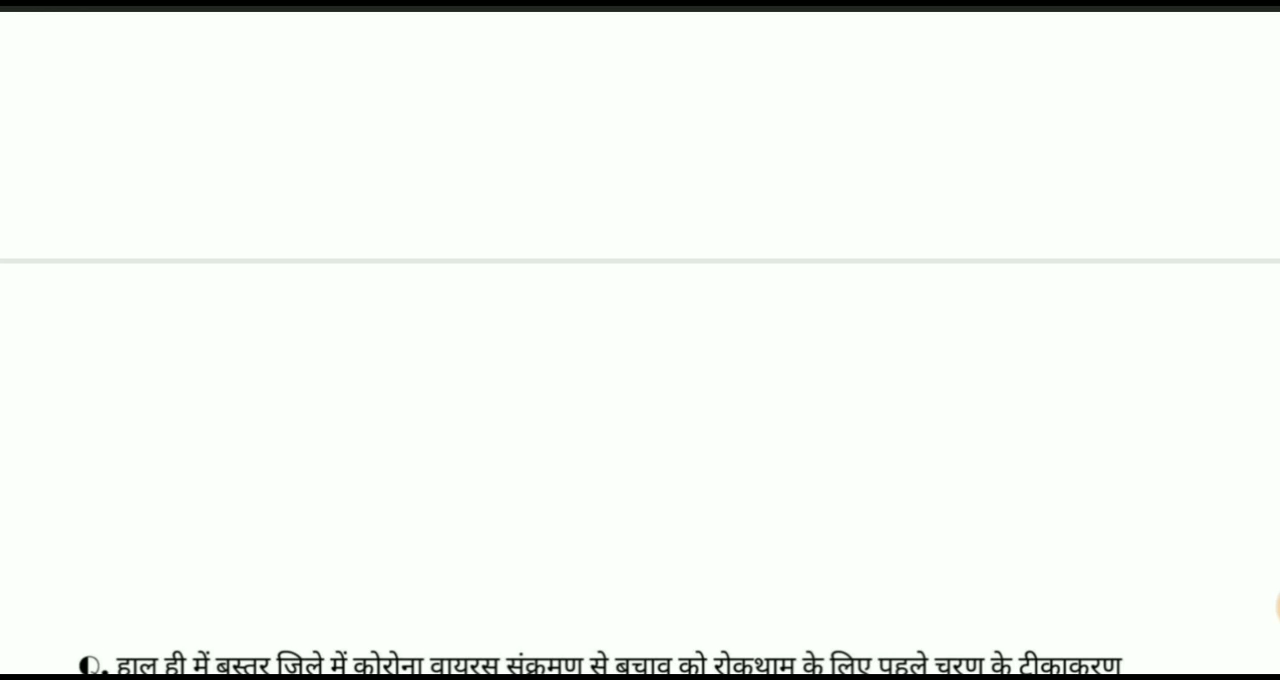 Q. हाल ही में बस्तर जिले में कोरोना वायरस संक्रमण से बचाव को रोकथाम के लिए पहले चरण के टीकाकरण